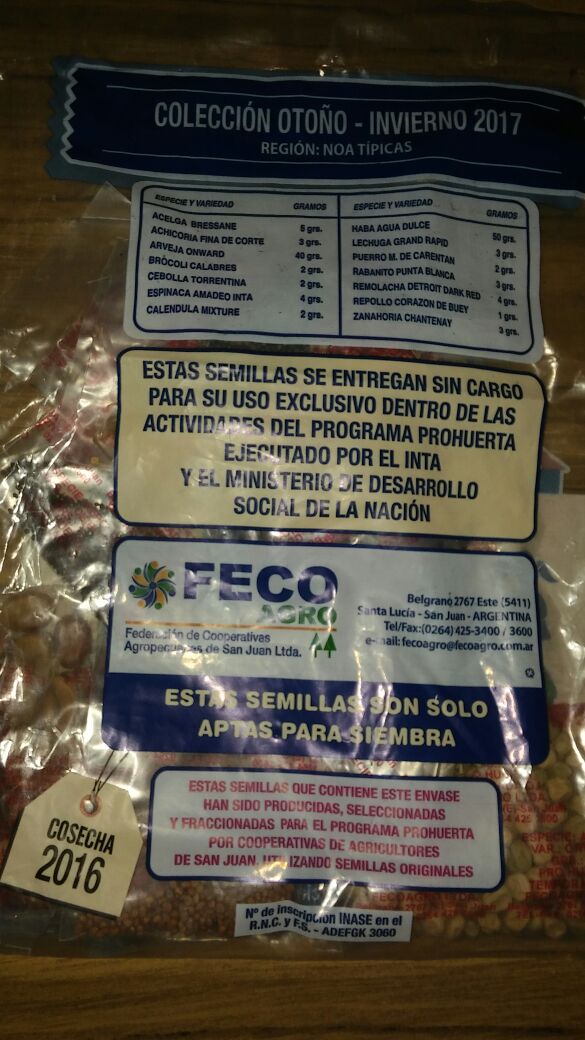 COLECCIÓN OTOÑO - INVIERNO 2017
REGIÓN: NOA TÍPICAS
ESPECIE Y VARIEDAD GRAMOS
ACELGA BRESSANE 5 grs.
ACHICORIA FINA DE CORTE 3 grs.
ARVEJA ONWARD 40 grs.
BRÓCOLI CALABRES 2 grs.
CEBOLLA TORRENTINA 2 grs.
ESPINACA AMADEO INTA 4 grs.
CALENDULA MIXTURE 2 grs.
ESPECIE Y VARIEDAD GRAMOS
HABA AGUA DULCE 50 grs.
LECHUGA GRAND RAPID 3 grs.
PUERRO M. DE CARENTAN 2 grs.
RABANITO PUNTA BLANCA 3 grs.
REMOLACHA DETROIT DARK RED 4 grs.
REPOLLO CORAZON DE BUEY 1 grs.
ZANAHORIA CHANTENAY 3 grs.
ESTAS SEMILLAS SE ENTREGAN SIN CARGO
PARA SU USO EXCLUSIVO DENTRO DE LAS
ACTIVIDADES DEL PROGRAMA PROHUERTA
EJECUTADO POR EL INTA
Y EL MINISTERIO DE DESARROLLO
SOCIAL DE LA NACIÓN
FECO
AGRO
Federación de Cooperativas
Agropecuarias de San Juan Ltda.
Belgrano 2767 Este (5411)
Santa Lucía - San Juan - ARGENTINA
Tel/Fax:(0264) 425-3400 / 3600
e-mail: fecoagro@fecoagro.com.ar
ESTAS SEMILLAS SON SOLO
APTAS PARA SIEMBRA
COSECHA
2016
ESTAS SEMILLAS QUE CONTIENE ESTE ENVASE
HAN SIDO PRODUCIDAS, SELECCIONADAS
Y FRACCIONADAS PARA EL PROGRAMA PROHUERTA
POR COOPERATIVAS DE AGRICULTORES
DE SAN JUAN, UTILIZANDO SEMILLAS ORIGINALES
Nº de inscripción INASE en el
R.N.C. y F.S. - ADEFGK 3060